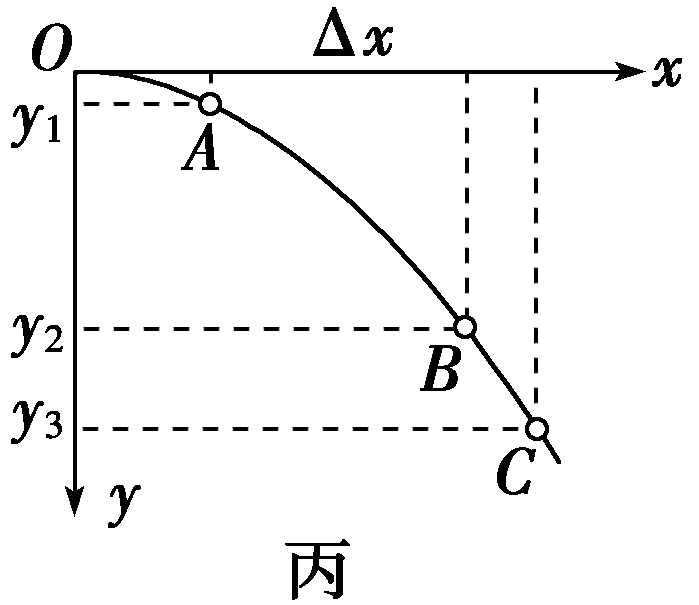 O Δx x
y₁ A
y₂ B
y₃ C
y
丙